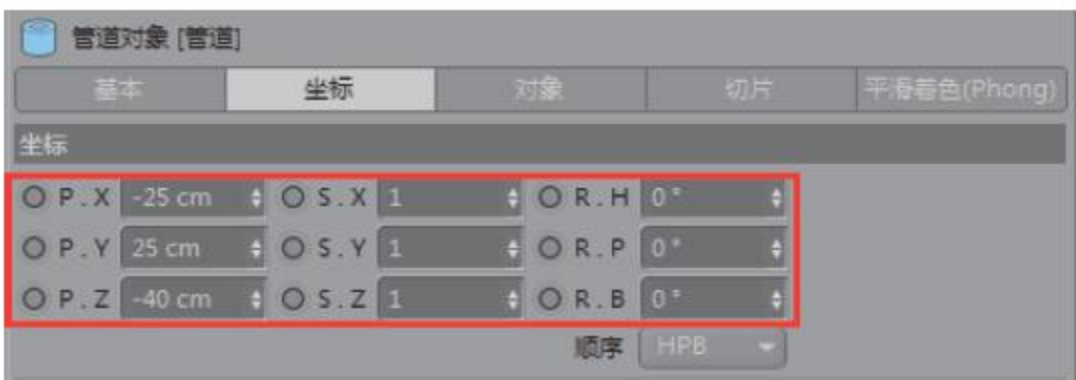 管道对象 [管道]
基本 坐标 对象 切片 平滑着色(Phong)
坐标
P.X -25 cm S.X 1 R.H 0°
P.Y 25 cm S.Y 1 R.P 0°
P.Z -40 cm S.Z 1 R.B 0°
顺序 HPB